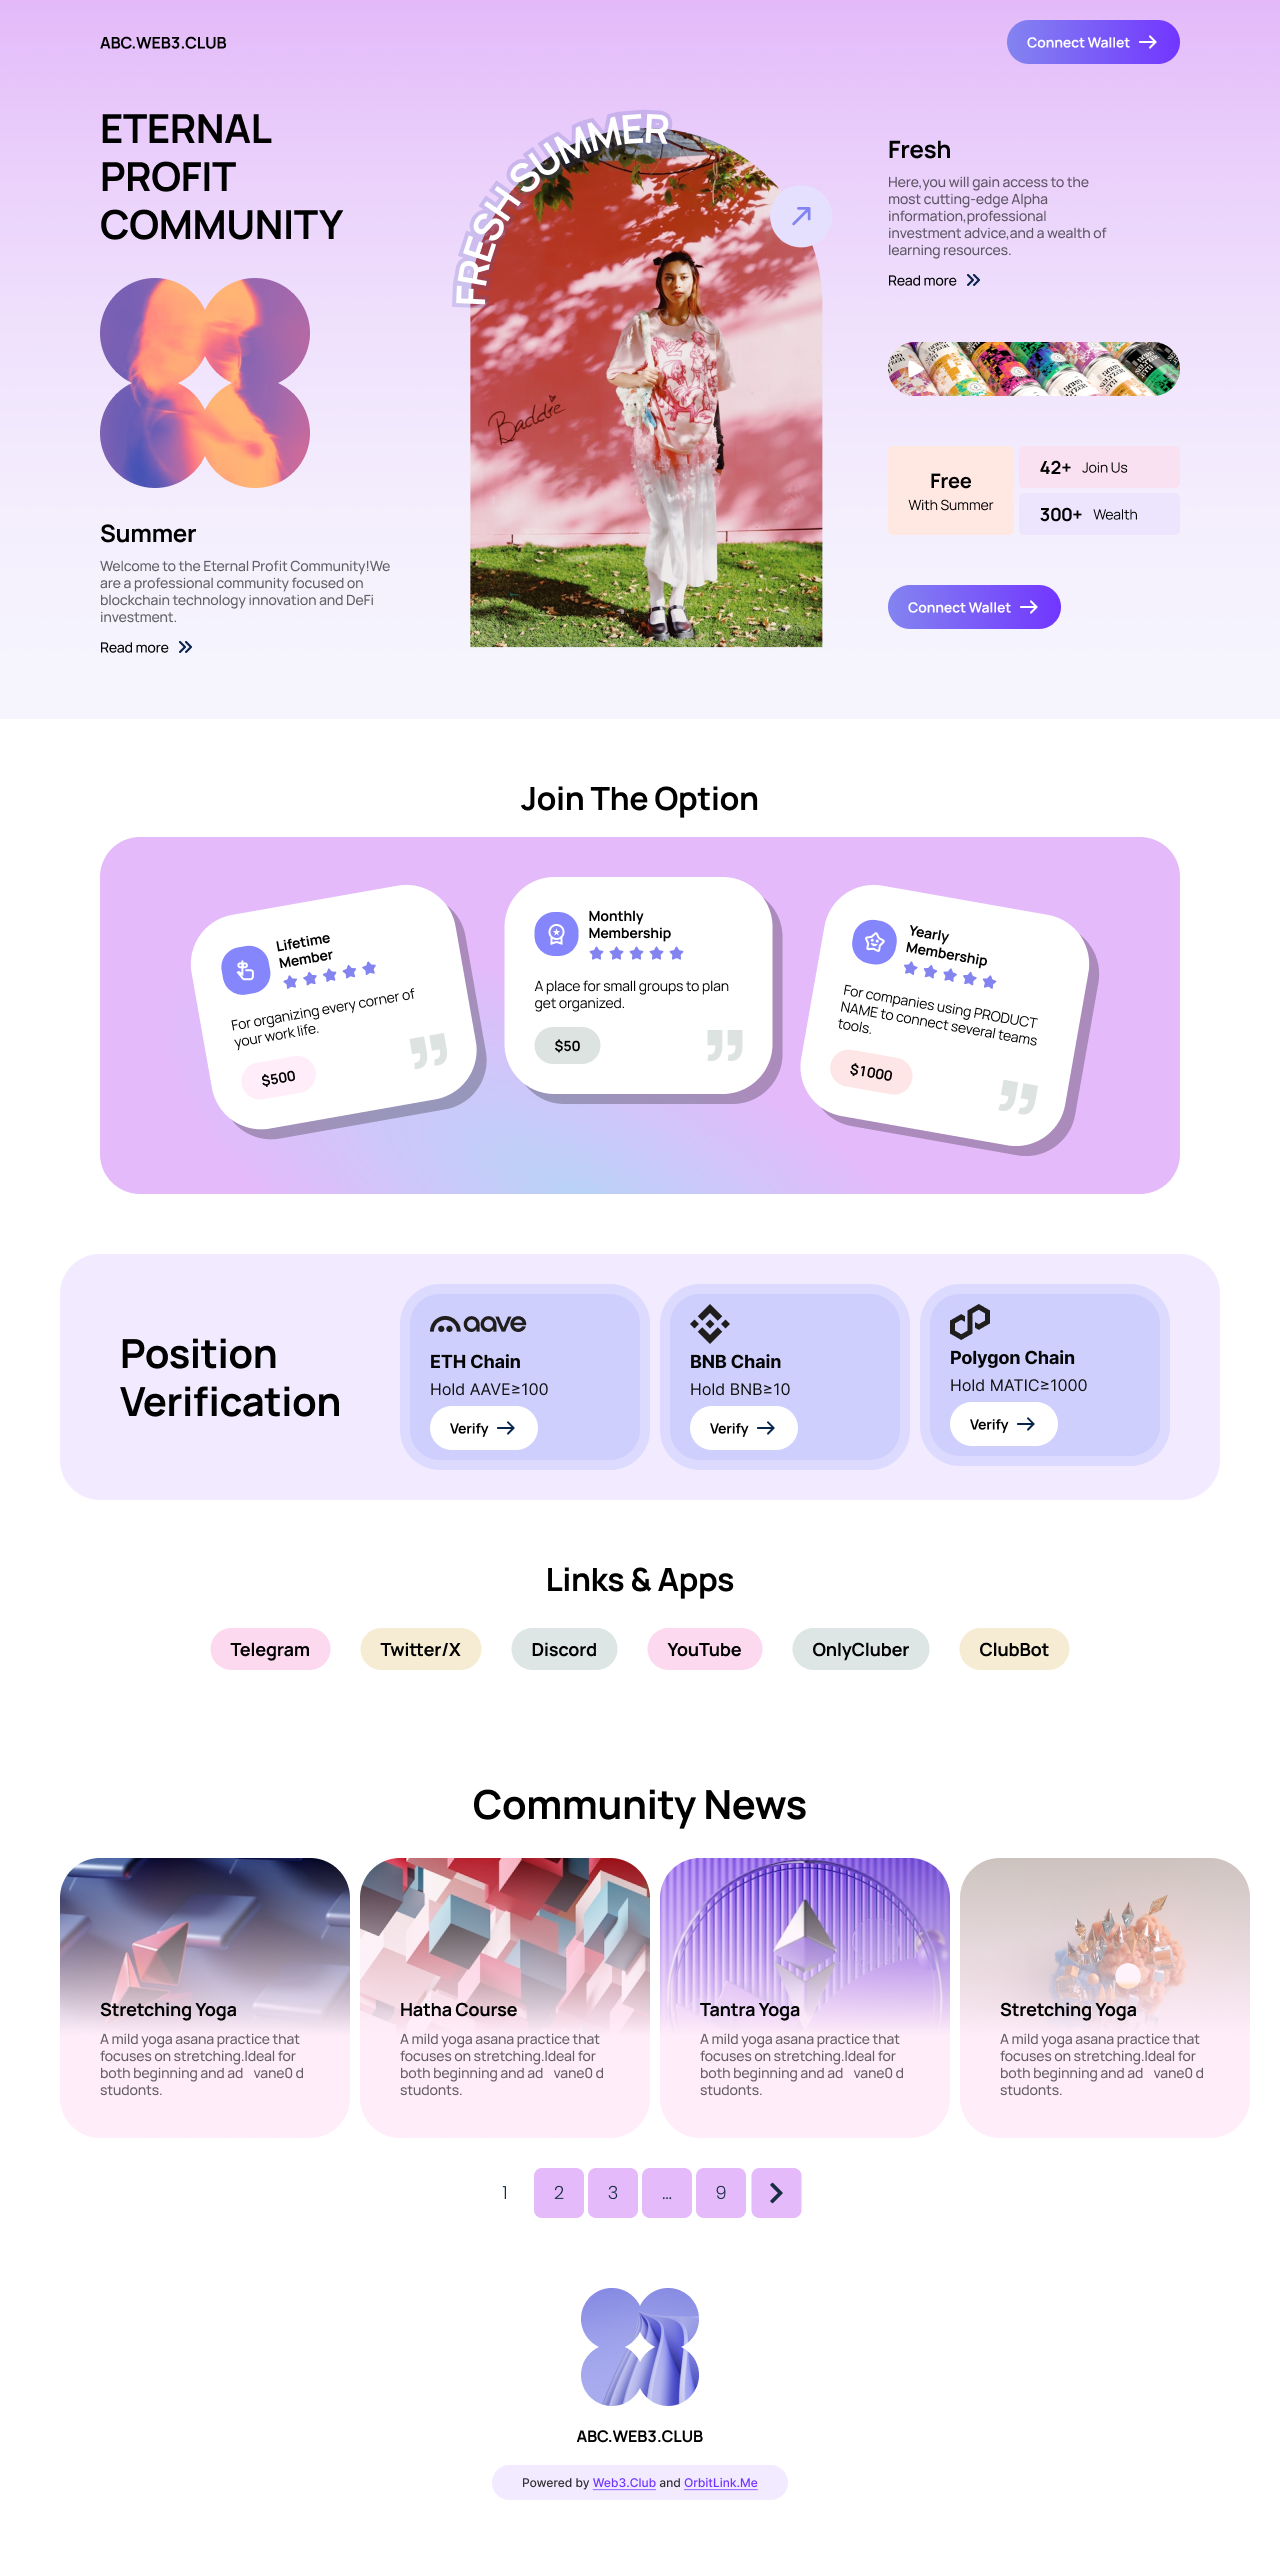 ABC.WEB3.CLUB
Connect Wallet
ETERNAL
PROFIT
COMMUNITY
FRESH SUMMER
Baddie
Fresh
Here,you will gain access to the
most cutting-edge Alpha
information,professional
investment advice,and a wealth of
learning resources.
Read more
Free
With Summer
42+ Join Us
300+ Wealth
Connect Wallet
Summer
Welcome to the Eternal Profit Community!We
are a professional community focused on
blockchain technology innovation and DeFi
investment.
Read more
Join The Option
Lifetime
Member
For organizing every corner of
your work life.
$500
Monthly
Membership
A place for small groups to plan
get organized.
$50
Yearly
Membership
For companies using PRODUCT
NAME to connect several teams
tools.
$1000
Position
Verification
aave
ETH Chain
Hold AAVE≥100
Verify
BNB Chain
Hold BNB≥10
Verify
Polygon Chain
Hold MATIC≥1000
Verify
Links & Apps
Telegram
Twitter/X
Discord
YouTube
OnlyCluber
ClubBot
Community News
Stretching Yoga
A mild yoga asana practice that
focuses on stretching.Ideal for
both beginning and ad vane0 d
studonts.
Hatha Course
A mild yoga asana practice that
focuses on stretching.Ideal for
both beginning and ad vane0 d
studonts.
Tantra Yoga
A mild yoga asana practice that
focuses on stretching.Ideal for
both beginning and ad vane0 d
studonts.
Stretching Yoga
A mild yoga asana practice that
focuses on stretching.Ideal for
both beginning and ad vane0 d
studonts.
1 2 3 ... 9
ABC.WEB3.CLUB
Powered by Web3.Club and OrbitLink.Me